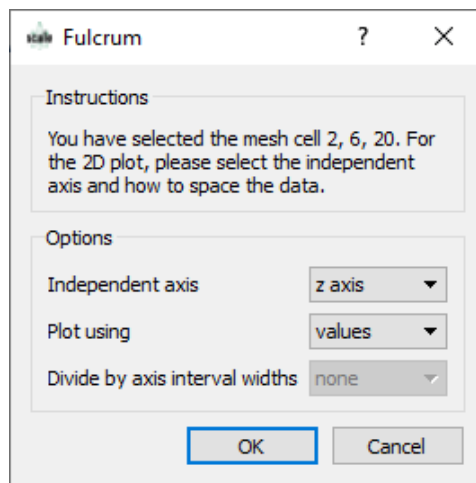 scale Fulcrum ? X
Instructions
You have selected the mesh cell 2, 6, 20. For
the 2D plot, please select the independent
axis and how to space the data.
Options
Independent axis z axis
Plot using values
Divide by axis interval widths none
OK Cancel